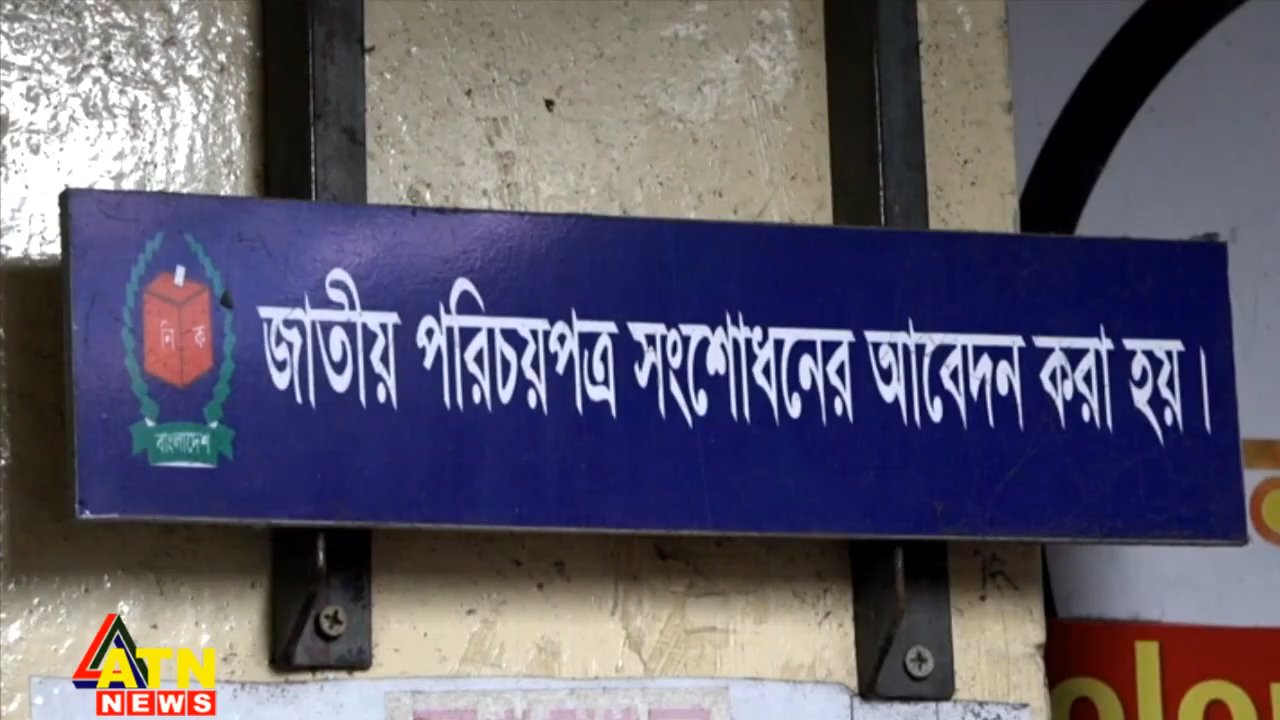 নি ক
বাংলাদেশ
জাতীয় পরিচয়পত্র সংশোধনের আবেদন করা হয়।
ATN
NEWS